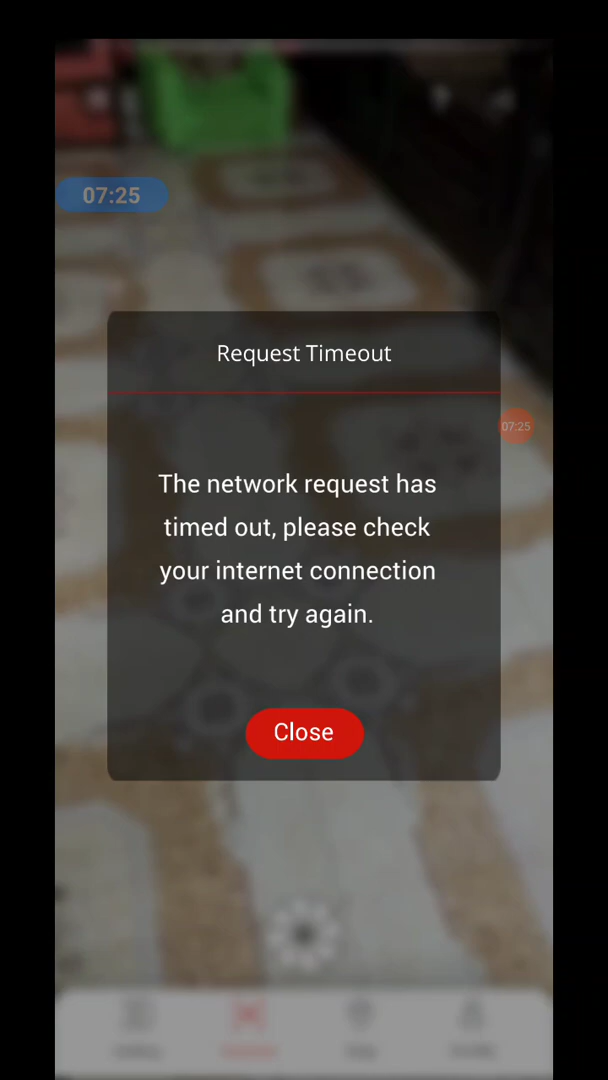 07:25
Request Timeout
07:25
The network request has
timed out, please check
your internet connection
and try again.
Close